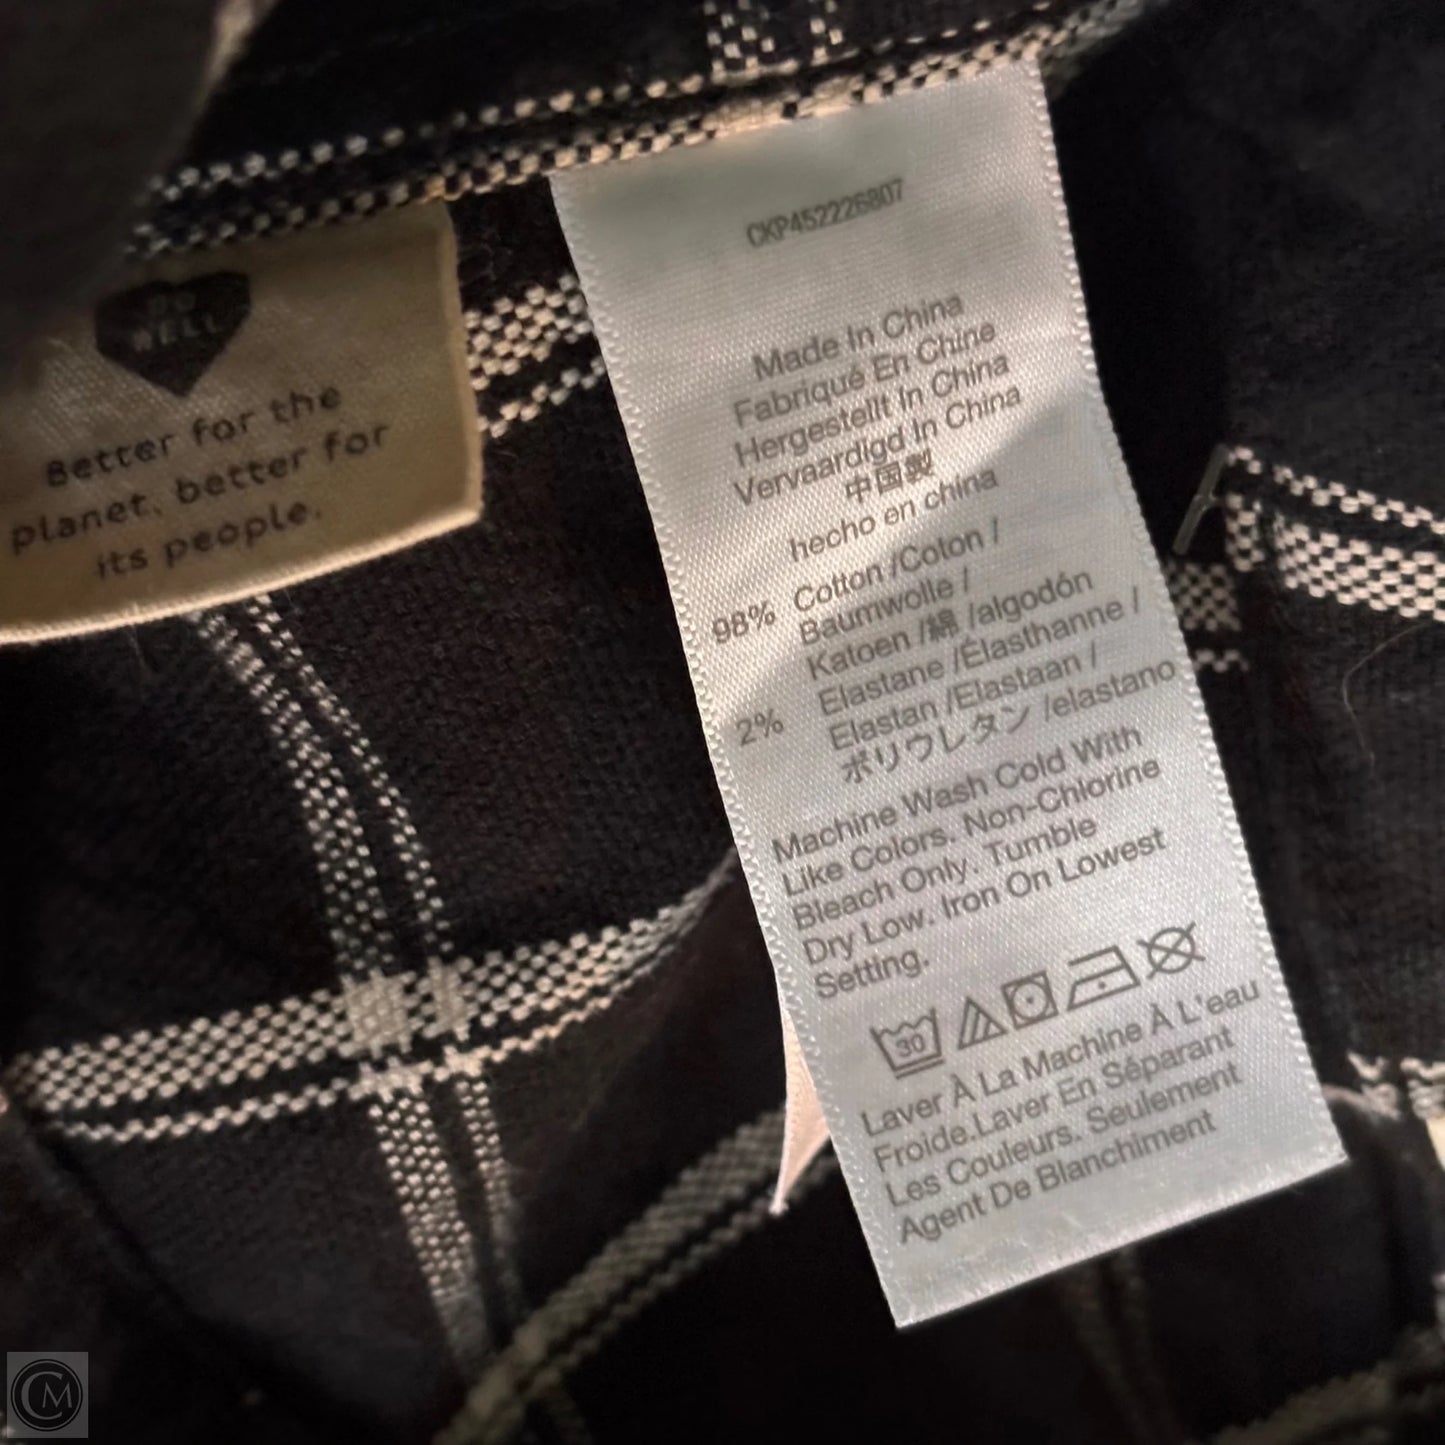 DO
WELL
Better for the
planet, better for
its people.
CKP452226807
Made In China
Fabriqué En Chine
Hergestellt In China
Vervaardigd In China
中国製
hecho en china
98% Cotton /Coton /
Baumwolle /
Katoen /綿 /algodón
2% Elastane /Élasthanne /
Elastan /Elastaan /
ポリウレタン /elastano
Machine Wash Cold With
Like Colors. Non-Chlorine
Bleach Only. Tumble
Dry Low. Iron On Lowest
Setting.
30
Laver À La Machine À L'eau
Froide.Laver En Séparant
Les Couleurs. Seulement
Agent De Blanchiment
CM